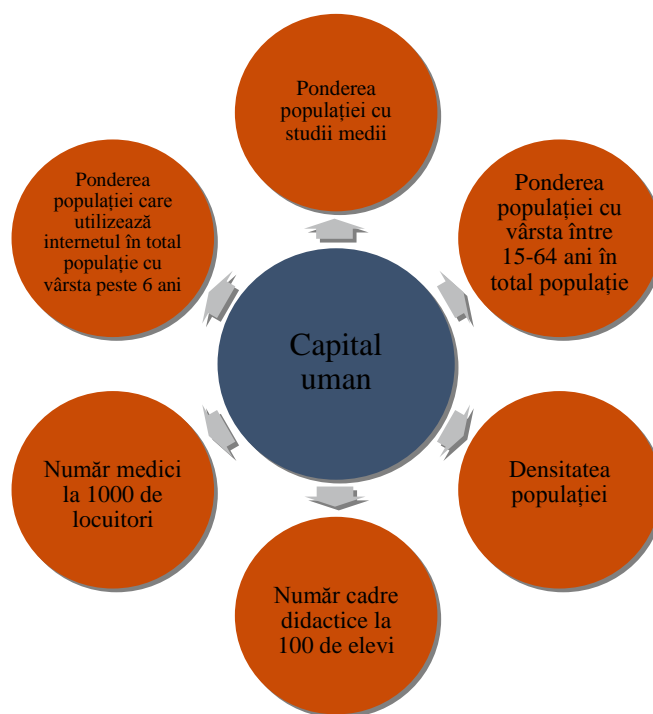 Ponderea
populației cu
studii medii
Ponderea
populației care
utilizează
internetul în total
populație cu
vârsta peste 6 ani
Ponderea
populației cu
vârsta între
15-64 ani în
total populație
Capital
uman
Număr medici
la 1000 de
locuitori
Densitatea
populației
Număr cadre
didactice la
100 de elevi